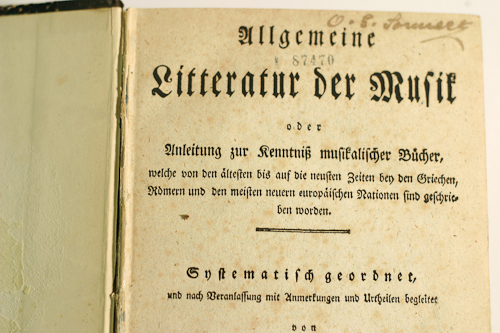 Allgemeine
87470
Litteratur der Musik
oder
Anleitung zur Kenntniß musikalischer Bücher,
welche von den ältesten bis auf die neusten Zeiten bey den Griechen,
Römern und den meisten neuern europäischen Nationen sind geschrie-
ben worden.
Systematisch geordnet,
und nach Veranlassung mit Anmerkungen und Urtheilen begleitet
von